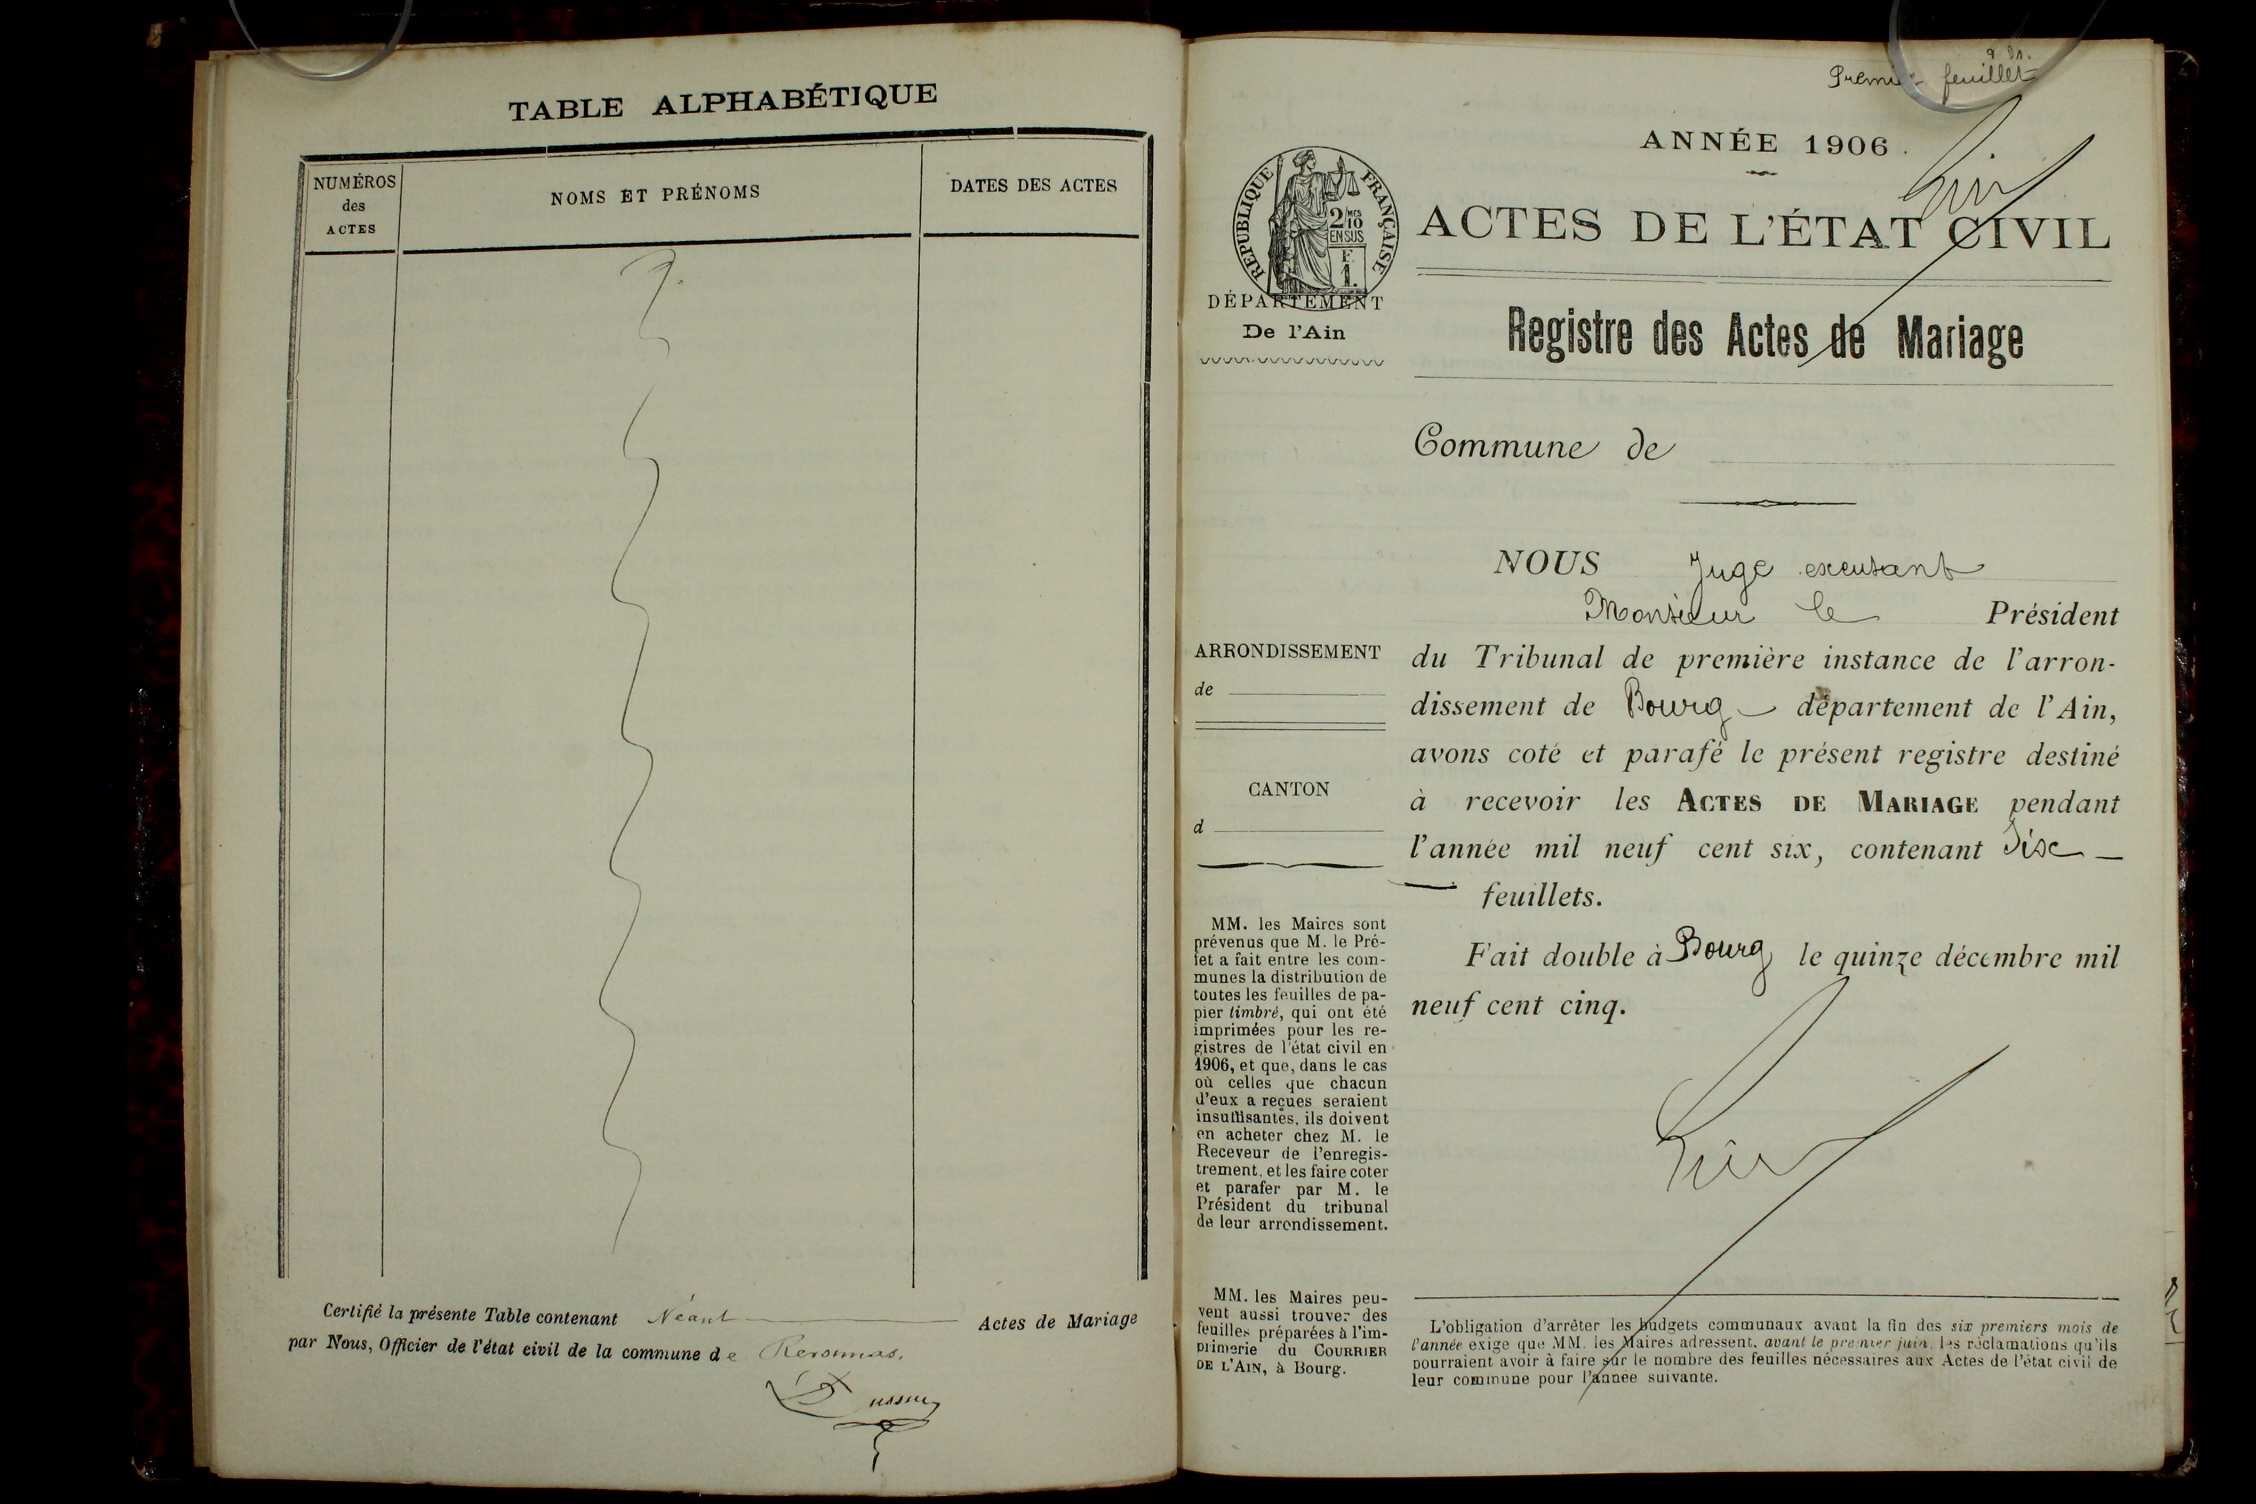 TABLE ALPHABÉTIQUE
NUMÉROS
des
ACTES
NOMS ET PRÉNOMS
DATES DES ACTES
Certifié la présente Table contenant Néant Actes de Mariage
par Nous, Officier de l'état civil de la commune de Peronnas.
Premier feuillet
ANNÉE 1906.
RÉPUBLIQUE FRANÇAISE
2/10 MES
EN SUS
F.
1.
ACTES DE L'ÉTAT CIVIL
DÉPARTEMENT
De l'Ain
Registre des Actes de Mariage
Commune de
NOUS Juge
Monsieur le Président
du Tribunal de première instance de l'arron-
dissement de Bourg département de l'Ain,
avons coté et parafé le présent registre destiné
à recevoir les ACTES DE MARIAGE pendant
l'année mil neuf cent six, contenant
feuillets.
Fait double à Bourg le quinze décembre mil
neuf cent cinq.
ARRONDISSEMENT
de
CANTON
d
MM. les Maires sont
prévenus que M. le Pré-
fet a fait entre les com-
munes la distribution de
toutes les feuilles de pa-
pier timbré, qui ont été
imprimées pour les re-
gistres de l'état civil en
1906, et que, dans le cas
où celles que chacun
d'eux a reçues seraient
insuffisantes, ils doivent
en acheter chez M. le
Receveur de l'enregis-
trement, et les faire coter
et parafer par M. le
Président du tribunal
de leur arrondissement.
MM. les Maires peu-
vent aussi trouver des
feuilles préparées à l'im-
primerie du COURRIER
DE L'AIN, à Bourg.
L'obligation d'arrêter les budgets communaux avant la fin des six premiers mois de
l'année exige que MM. les Maires adressent, avant le premier juin, les réclamations qu'ils
pourraient avoir à faire sur le nombre des feuilles nécessaires aux Actes de l'état civil de
leur commune pour l'année suivante.